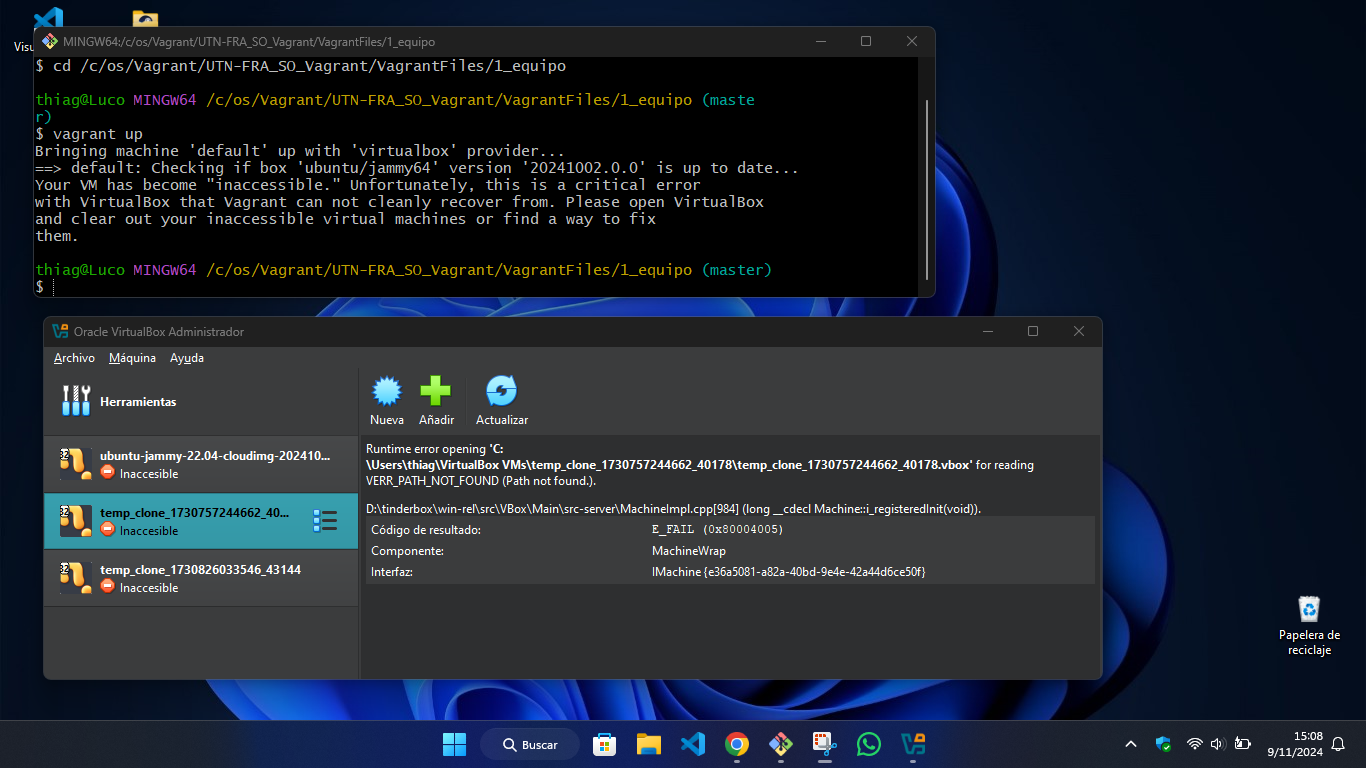 Visu
MINGW64:/c/os/Vagrant/UTN-FRA_SO_Vagrant/VagrantFiles/1_equipo
$ cd /c/os/Vagrant/UTN-FRA_SO_Vagrant/VagrantFiles/1_equipo
thiag@Luco MINGW64 /c/os/Vagrant/UTN-FRA_SO_Vagrant/VagrantFiles/1_equipo (maste
r)
$ vagrant up
Bringing machine 'default' up with 'virtualbox' provider...
==> default: Checking if box 'ubuntu/jammy64' version '20241002.0.0' is up to date...
Your VM has become "inaccessible." Unfortunately, this is a critical error
with VirtualBox that Vagrant can not cleanly recover from. Please open VirtualBox
and clear out your inaccessible virtual machines or find a way to fix
them.
thiag@Luco MINGW64 /c/os/Vagrant/UTN-FRA_SO_Vagrant/VagrantFiles/1_equipo (master)
$
Oracle VirtualBox Administrador
Archivo Máquina Ayuda
Herramientas
Nueva Añadir Actualizar
ubuntu-jammy-22.04-cloudimg-202410...
Inaccesible
temp_clone_1730757244662_40...
Inaccesible
temp_clone_1730826033546_43144
Inaccesible
Runtime error opening 'C:
\Users\thiag\VirtualBox VMs\temp_clone_1730757244662_40178\temp_clone_1730757244662_40178.vbox' for reading
VERR_PATH_NOT_FOUND (Path not found.).
D:\tinderbox\win-rel\src\VBox\Main\src-server\MachineImpl.cpp[984] (long __cdecl Machine::i_registeredInit(void)).
Código de resultado: E_FAIL (0x80004005)
Componente: MachineWrap
Interfaz: IMachine {e36a5081-a82a-40bd-9e4e-42a44d6ce50f}
Papelera de
reciclaje
Buscar
15:08
9/11/2024